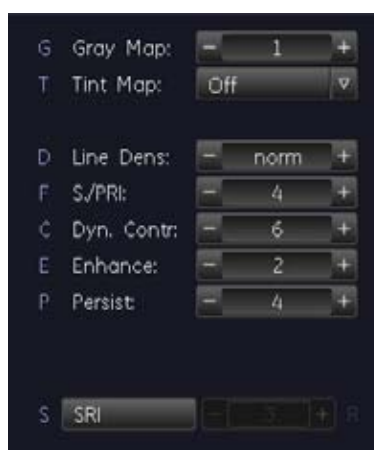 G Gray Map: - 1 +
T Tint Map: Off
D Line Dens: - norm +
F S./PRI: - 4 +
C Dyn. Contr: - 6 +
E Enhance: - 2 +
P Persist: - 4 +
S SRI - 3 + R